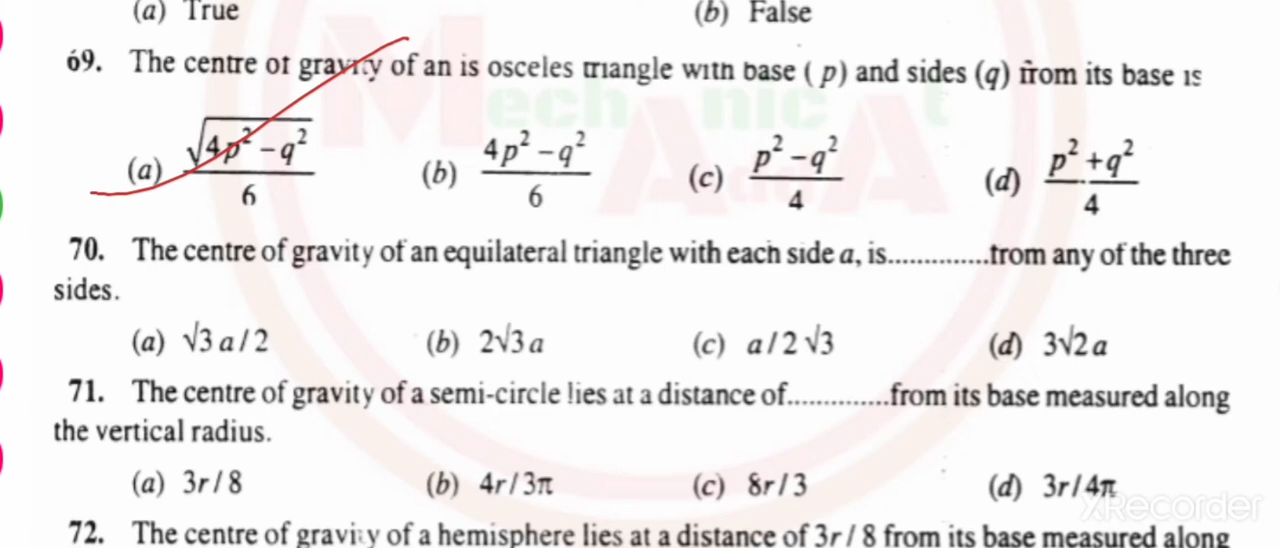 (a) True (b) False
69. The centre of gravity of an is osceles triangle with base ( p) and sides (q) from its base is
(a) √4p² – q² / 6 (b) 4p² – q² / 6 (c) p² – q² / 4 (d) p² + q² / 4
70. The centre of gravity of an equilateral triangle with each side a, is..............from any of the three
sides.
(a) √3 a / 2 (b) 2√3 a (c) a / 2 √3 (d) 3√2 a
71. The centre of gravity of a semi-circle lies at a distance of..............from its base measured along
the vertical radius.
(a) 3r / 8 (b) 4r / 3π (c) 8r / 3 (d) 3r / 4π
XRecorder
72. The centre of gravity of a hemisphere lies at a distance of 3r / 8 from its base measured along